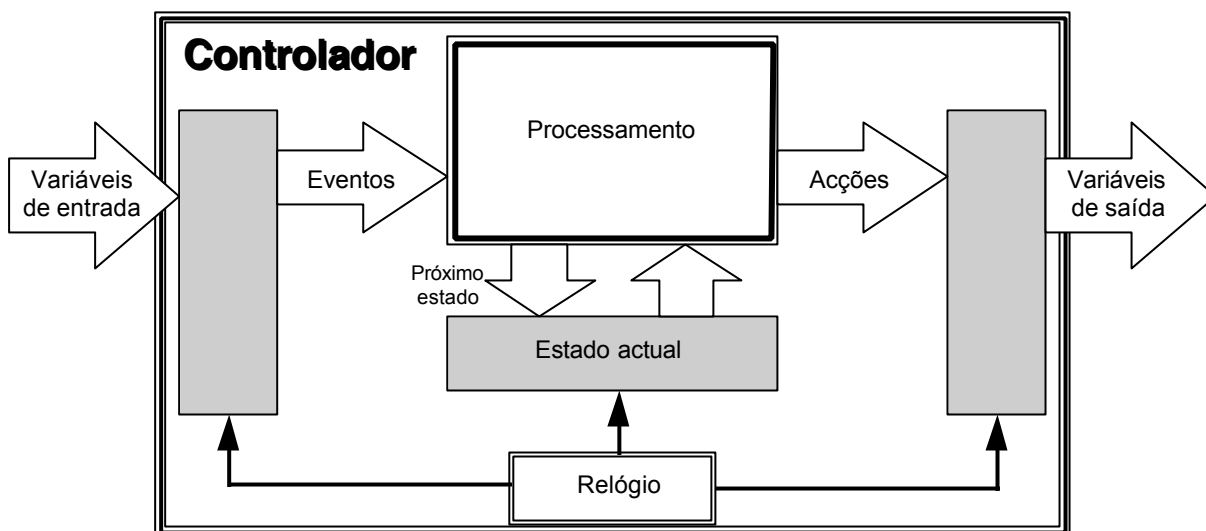 Controlador
Processamento
Variáveis
de entrada
Eventos
Acções
Variáveis
de saída
Próximo
estado
Estado actual
Relógio